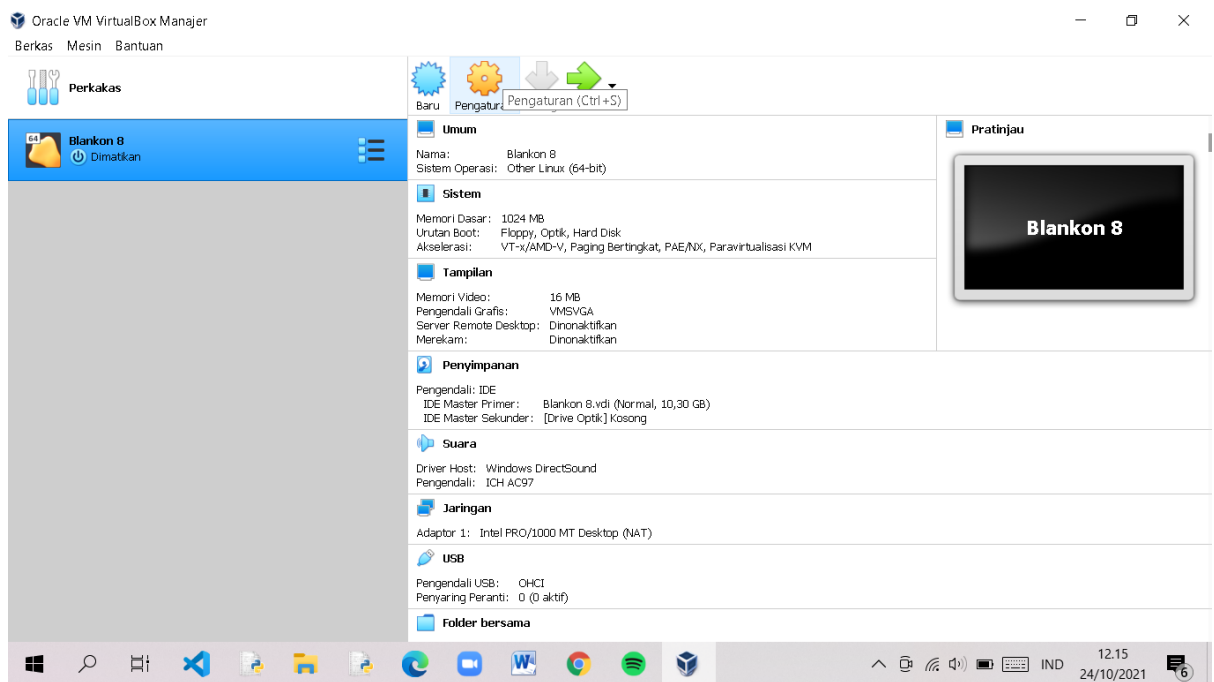 Oracle VM VirtualBox Manajer
Berkas Mesin Bantuan
Perkakas
64
Blankon 8
Dimatikan
Baru Pengatura
Pengaturan (Ctrl+S)
Umum
Nama: Blankon 8
Sistem Operasi: Other Linux (64-bit)
Sistem
Memori Dasar: 1024 MB
Urutan Boot: Floppy, Optik, Hard Disk
Akselerasi: VT-x/AMD-V, Paging Bertingkat, PAE/NX, Paravirtualisasi KVM
Tampilan
Memori Video: 16 MB
Pengendali Grafis: VMSVGA
Server Remote Desktop: Dinonaktifkan
Merekam: Dinonaktifkan
Pratinjau
Blankon 8
Penyimpanan
Pengendali: IDE
IDE Master Primer: Blankon 8.vdi (Normal, 10,30 GB)
IDE Master Sekunder: [Drive Optik] Kosong
Suara
Driver Host: Windows DirectSound
Pengendali: ICH AC97
Jaringan
Adaptor 1: Intel PRO/1000 MT Desktop (NAT)
USB
Pengendali USB: OHCI
Penyaring Peranti: 0 (0 aktif)
Folder bersama
IND
12.15
24/10/2021
6